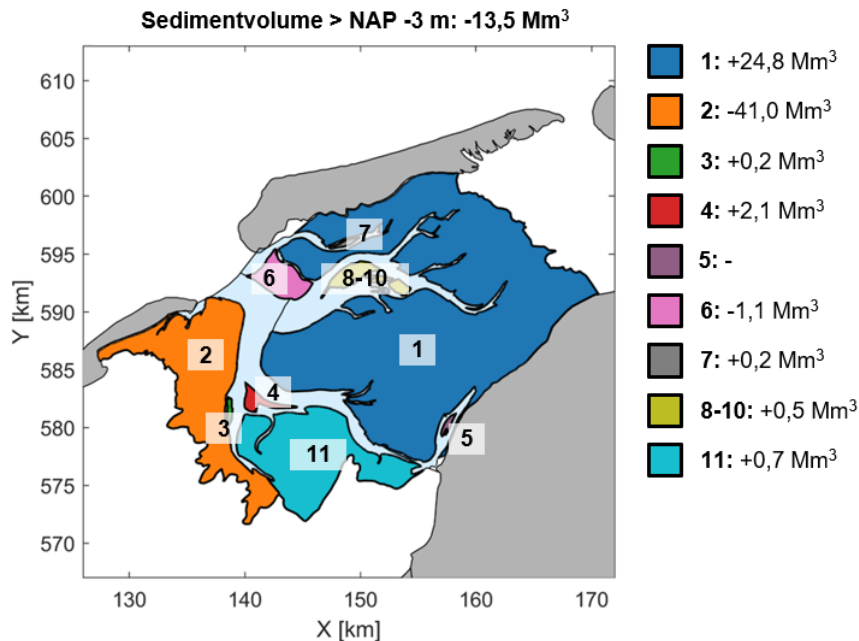 Sedimentvolume > NAP -3 m: -13,5 Mm³
610
605
600
595
590
585
580
575
570
Y [km]
130
140
150
160
170
X [km]
7
6
8-10
2
1
4
3
5
11
1: +24,8 Mm³
2: -41,0 Mm³
3: +0,2 Mm³
4: +2,1 Mm³
5: -
6: -1,1 Mm³
7: +0,2 Mm³
8-10: +0,5 Mm³
11: +0,7 Mm³